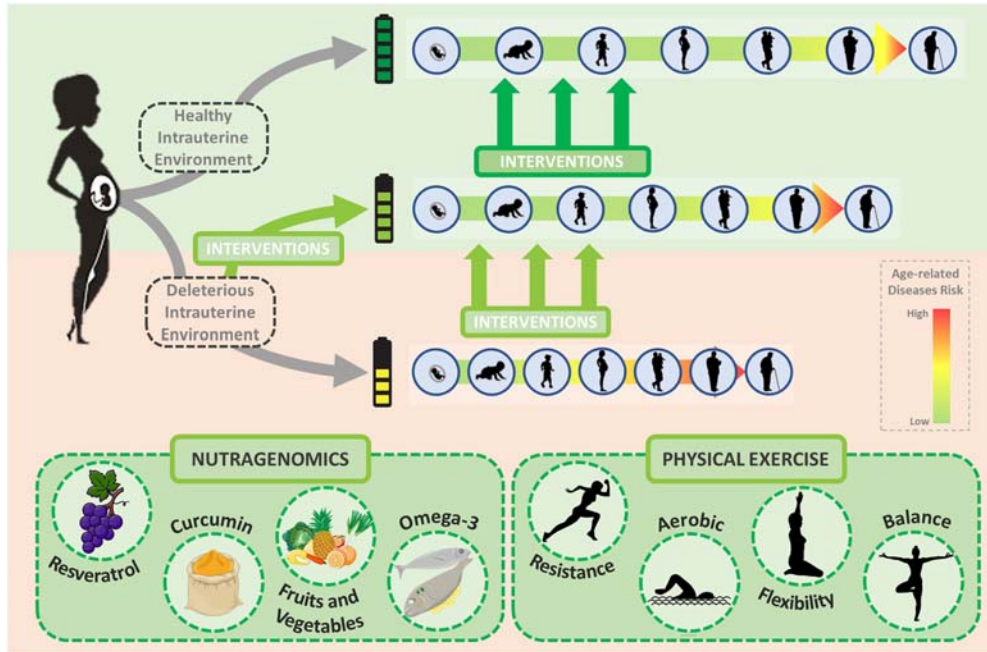 Healthy
Intrauterine
Environment
INTERVENTIONS
INTERVENTIONS
Deleterious
Intrauterine
Environment
INTERVENTIONS
Age-related
Diseases Risk
High
Low
NUTRAGENOMICS
Resveratrol
Curcumin
Fruits and
Vegetables
Omega-3
PHYSICAL EXERCISE
Resistance
Aerobic
Flexibility
Balance